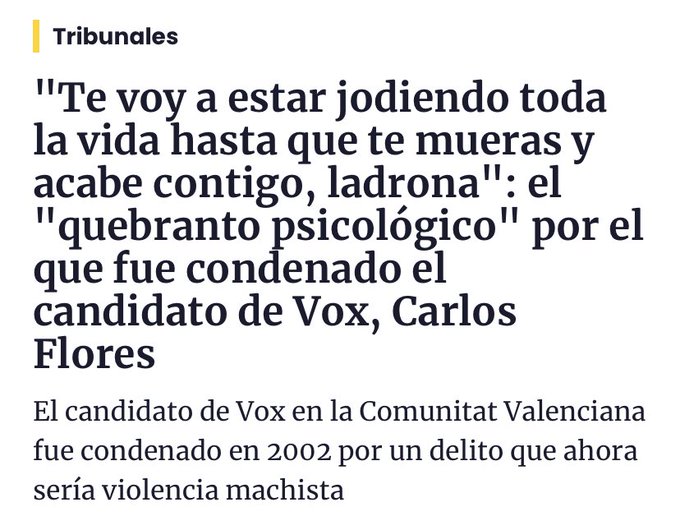 Tribunales
"Te voy a estar jodiendo toda
la vida hasta que te mueras y
acabe contigo, ladrona": el
"quebranto psicológico" por el
que fue condenado el
candidato de Vox, Carlos
Flores
El candidato de Vox en la Comunitat Valenciana
fue condenado en 2002 por un delito que ahora
sería violencia machista